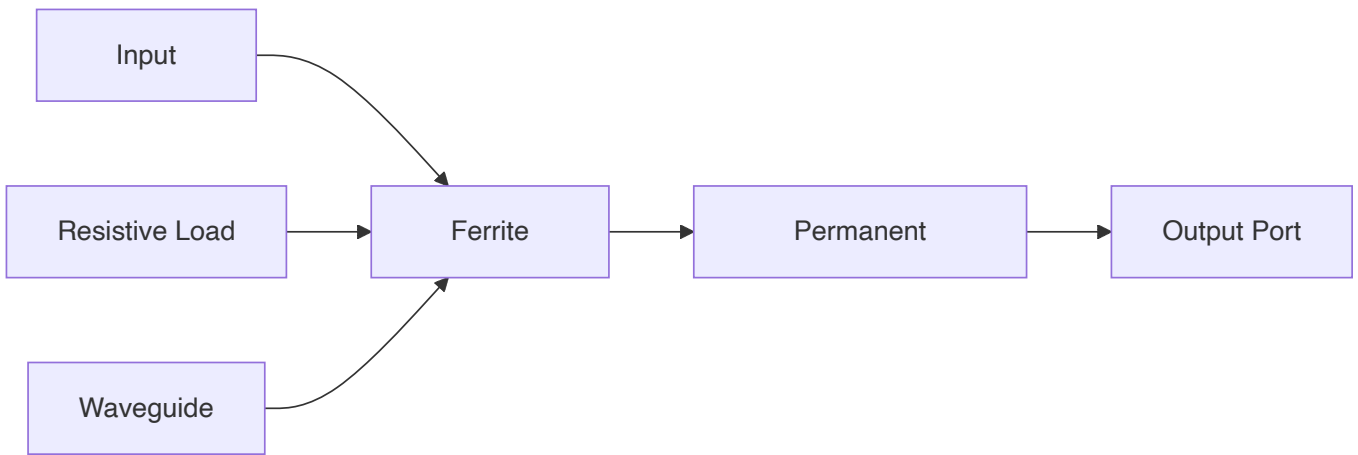 Input
Resistive Load
Ferrite
Permanent
Output Port
Waveguide